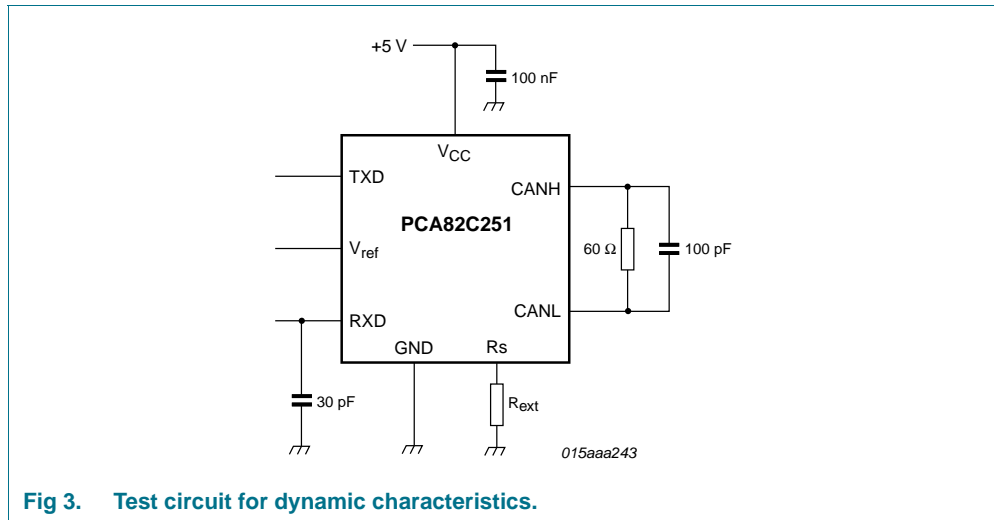 +5 V
100 nF
VCC
TXD
CANH
PCA82C251
Vref
60 Ω
100 pF
RXD
CANL
GND
Rs
30 pF
Rext
015aaa243
Fig 3. Test circuit for dynamic characteristics.